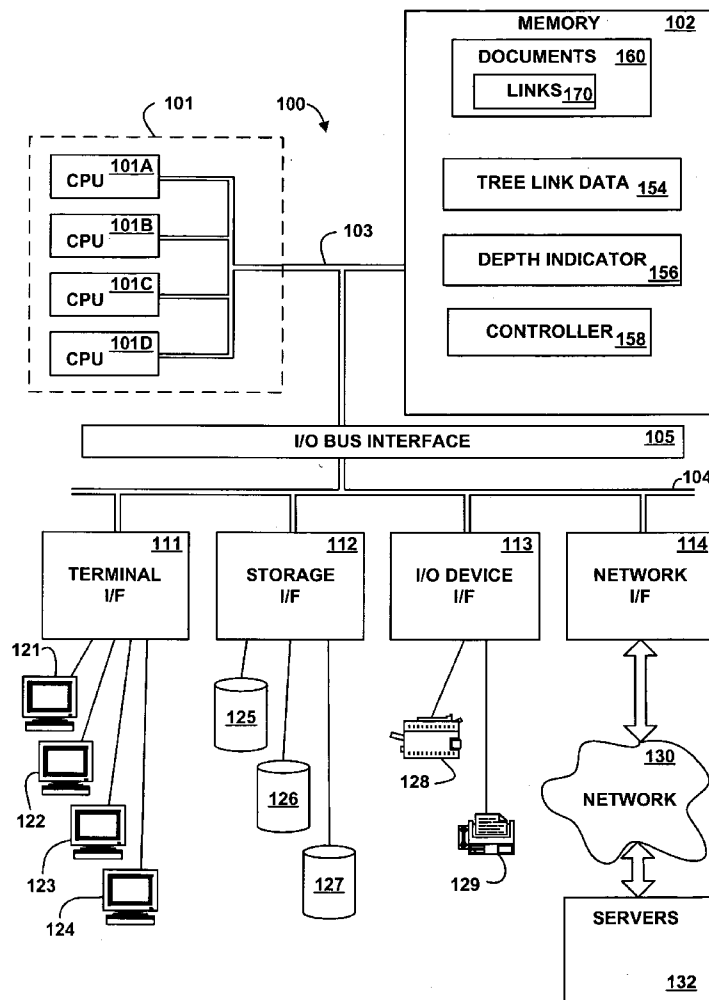 MEMORY 102
DOCUMENTS 160
LINKS 170
TREE LINK DATA 154
DEPTH INDICATOR 156
CONTROLLER 158
101
100
CPU 101A
CPU 101B
CPU 101C
CPU 101D
103
I/O BUS INTERFACE 105
104
111
TERMINAL
I/F
112
STORAGE
I/F
113
I/O DEVICE
I/F
114
NETWORK
I/F
121
122
123
124
125
126
127
128
129
130
NETWORK
SERVERS
132